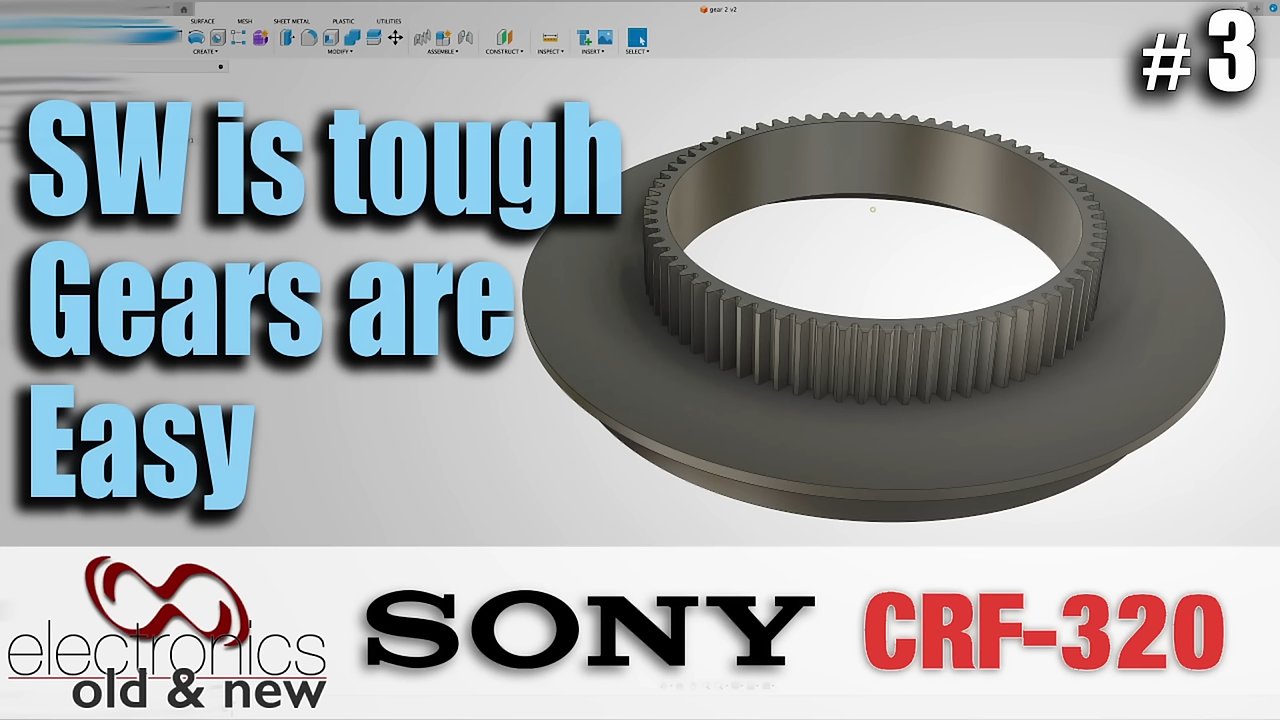 gear 2 v2
SURFACE MESH SHEET METAL PLASTIC UTILITIES
CREATE MODIFY ASSEMBLE CONSTRUCT INSPECT INSERT SELECT
# 3
SW is tough
Gears are
Easy
electronics
old & new
SONY
CRF-320